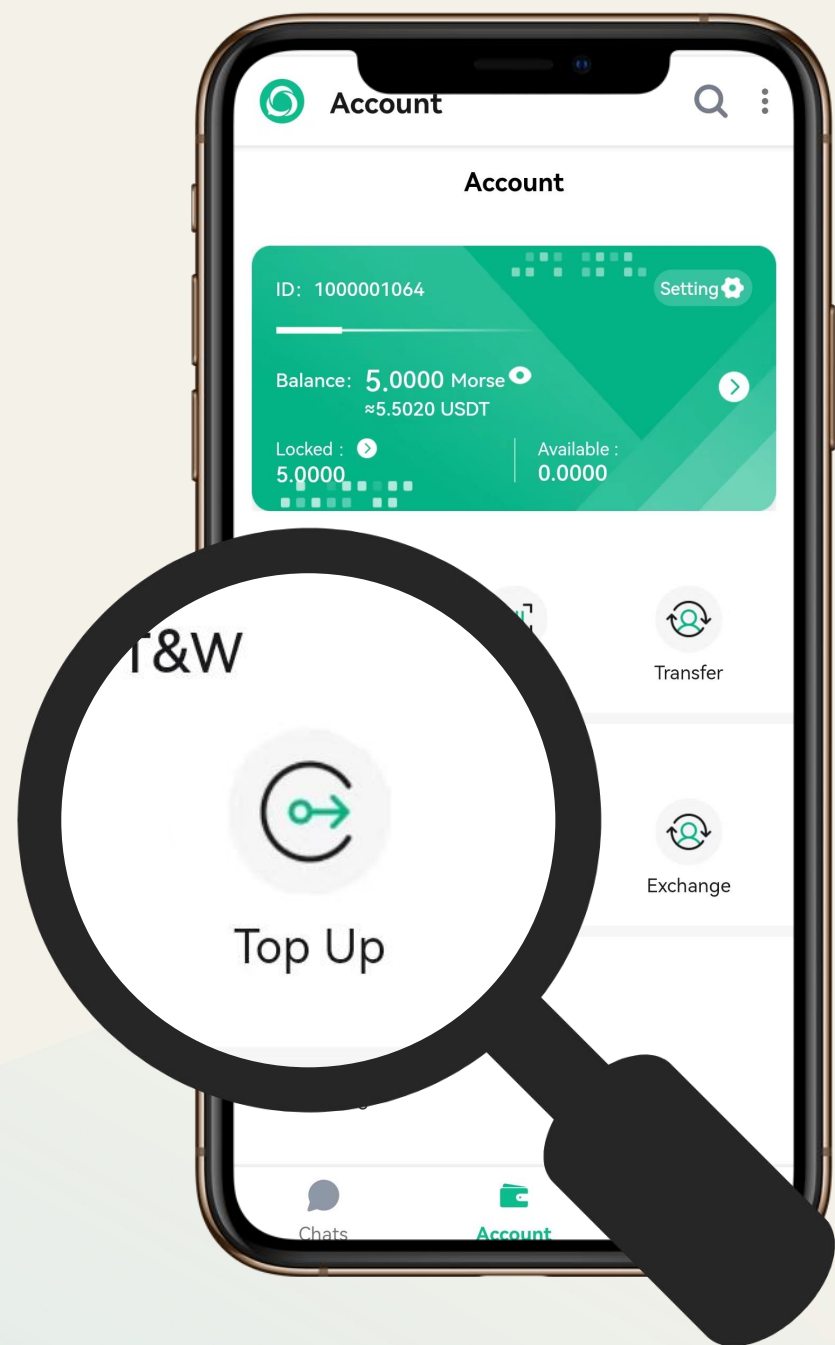 Account
Account
ID: 1000001064
Setting
Balance: 5.0000 Morse
≈5.5020 USDT
Locked :
5.0000
Available :
0.0000
T&W
Transfer
Top Up
Exchange
Chats
Account